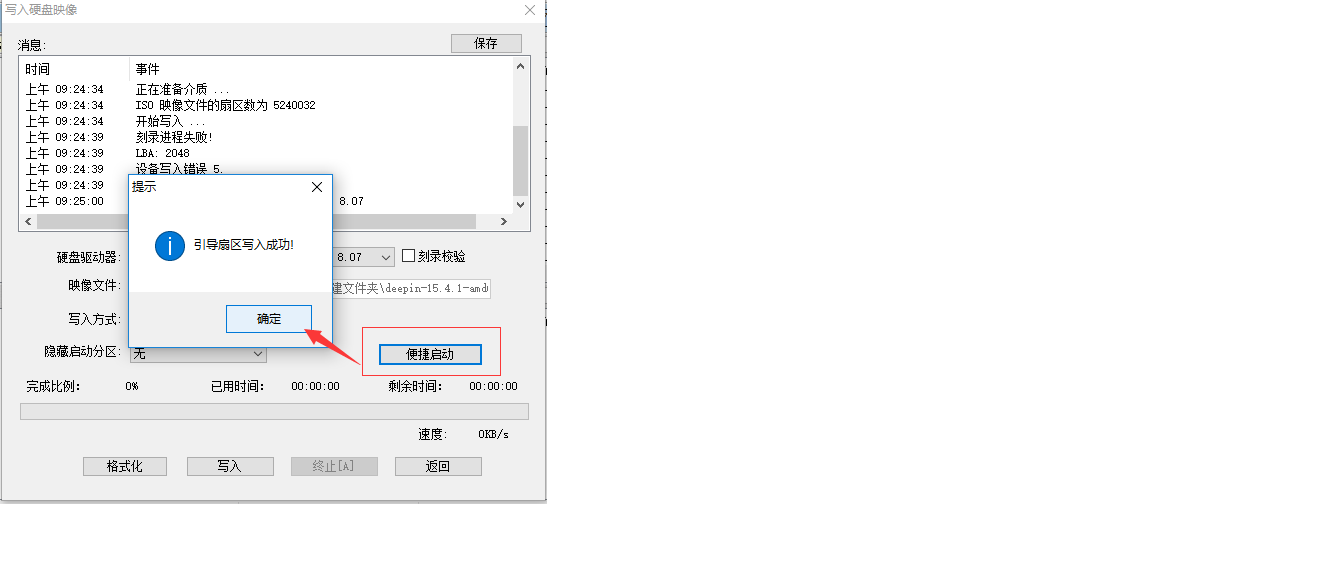 写入硬盘映像
消息:
保存
时间 事件
上午 09:24:34 正在准备介质 ...
上午 09:24:34 ISO 映像文件的扇区数为 5240032
上午 09:24:34 开始写入 ...
上午 09:24:39 刻录进程失败!
上午 09:24:39 LBA: 2048
上午 09:24:39 设备写入错误 5.
上午 09:24:39
上午 09:25:00 8.07
提示
引导扇区写入成功!
确定
硬盘驱动器: 8.07 刻录校验
映像文件: 建文件夹\deepin-15.4.1-amd
写入方式:
隐藏启动分区: 无 便捷启动
完成比例: 0% 已用时间: 00:00:00 剩余时间: 00:00:00
速度: 0KB/s
格式化 写入 终止[A] 返回